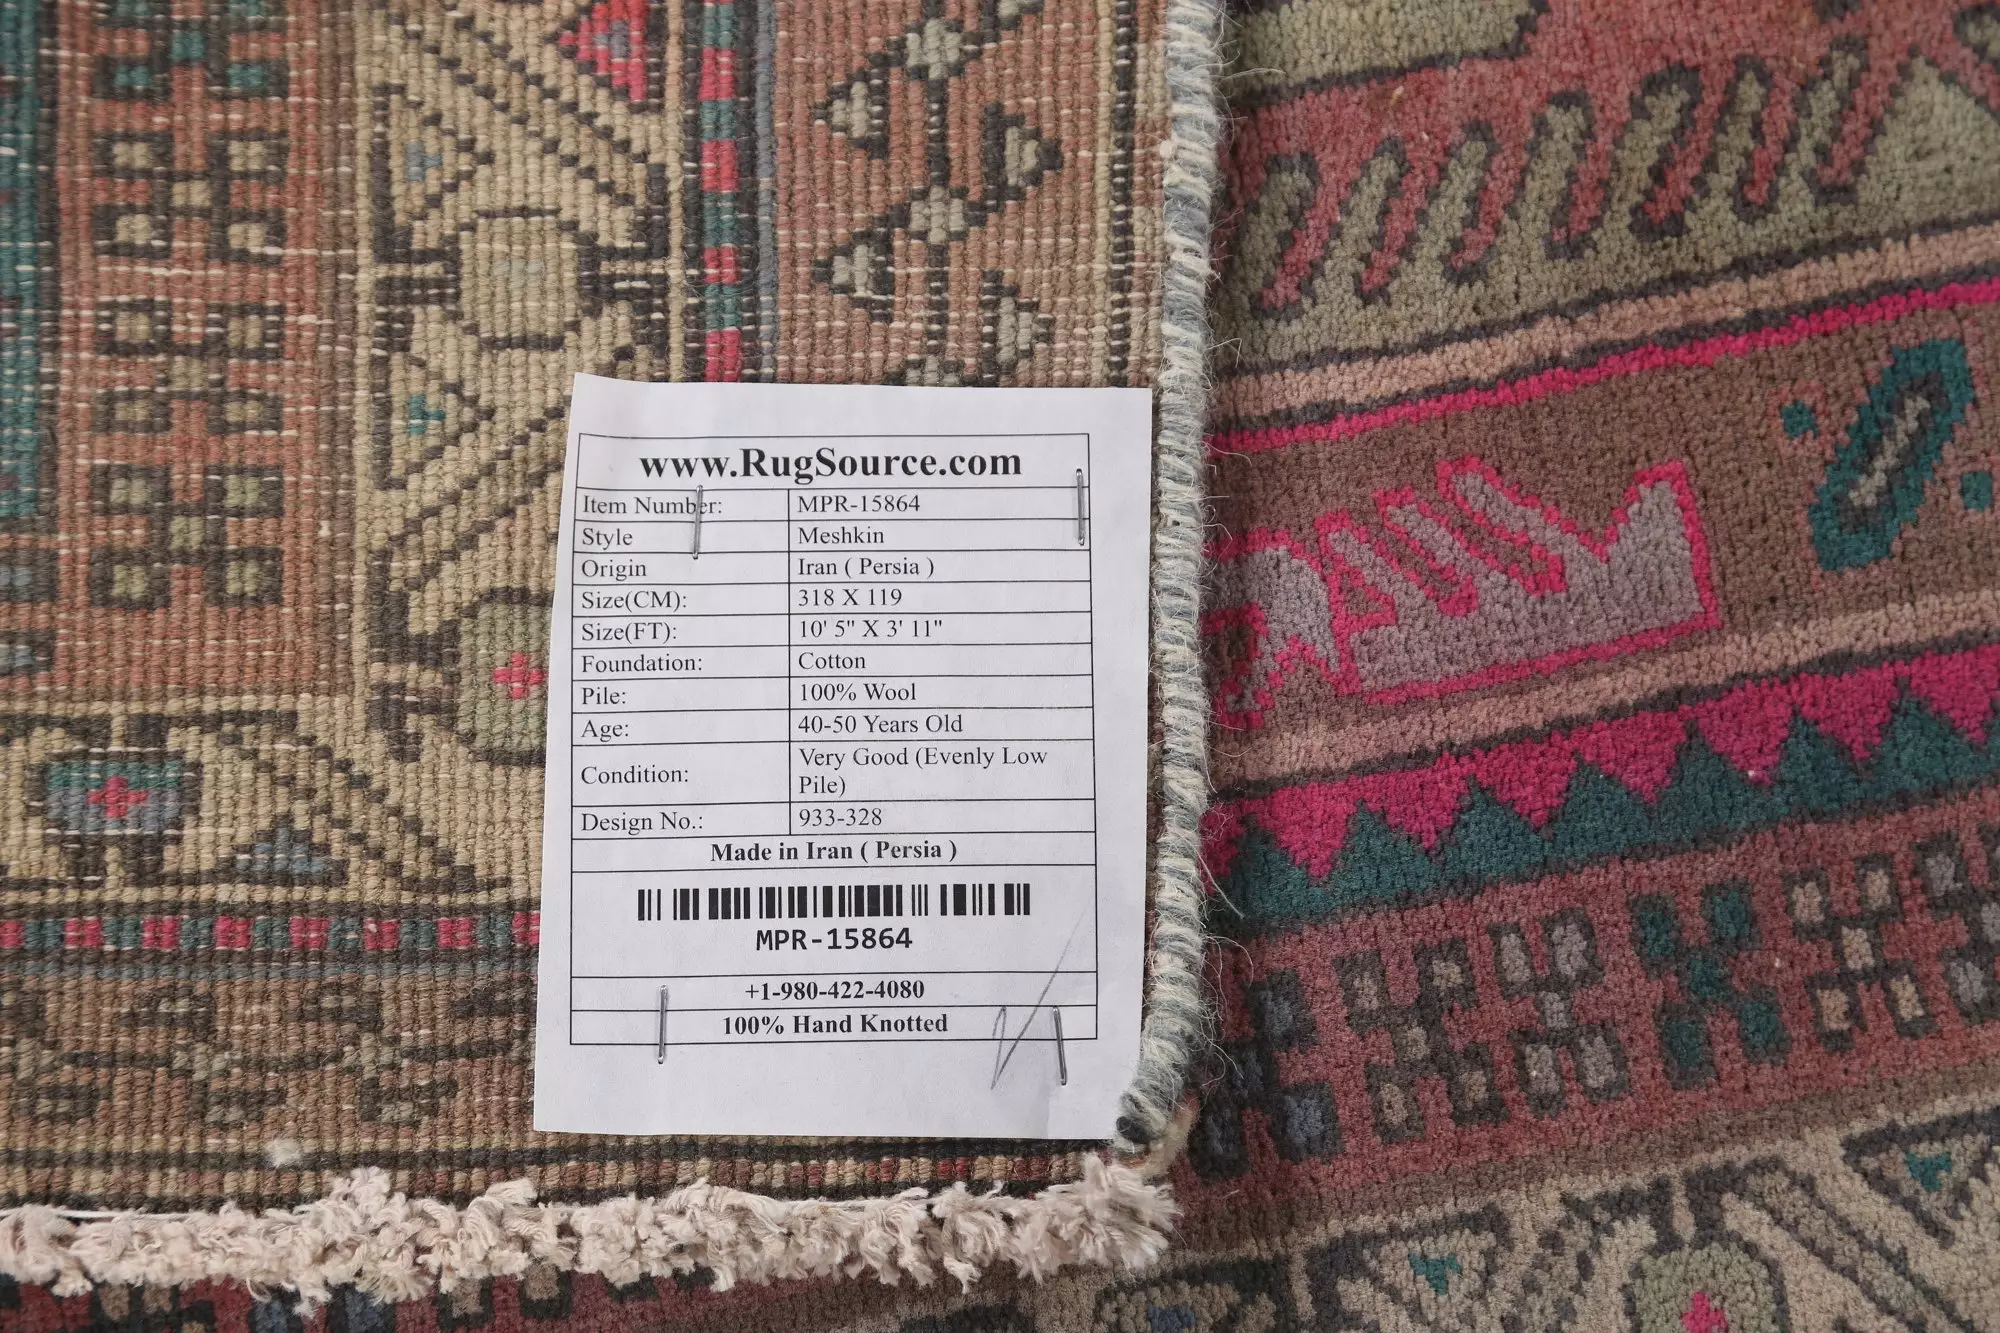 www.RugSource.com
Item Number: MPR-15864
Style Meshkin
Origin Iran ( Persia )
Size(CM): 318 X 119
Size(FT): 10' 5" X 3' 11"
Foundation: Cotton
Pile: 100% Wool
Age: 40-50 Years Old
Condition: Very Good (Evenly Low
Pile)
Design No.: 933-328
Made in Iran ( Persia )
MPR-15864
+1-980-422-4080
100% Hand Knotted